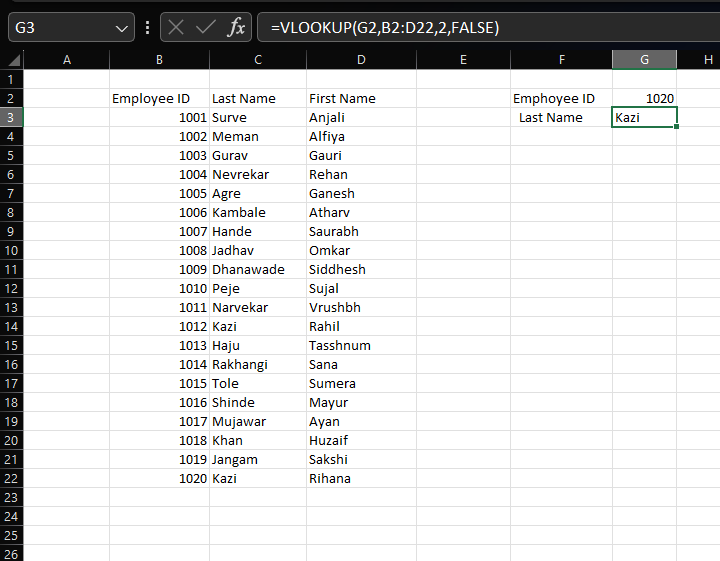 G3 fx =VLOOKUP(G2,B2:D22,2,FALSE)
A B C D E F G H
1
2 Employee ID Last Name First Name Emphoyee ID 1020
3 1001 Surve Anjali Last Name Kazi
4 1002 Meman Alfiya
5 1003 Gurav Gauri
6 1004 Nevrekar Rehan
7 1005 Agre Ganesh
8 1006 Kambale Atharv
9 1007 Hande Saurabh
10 1008 Jadhav Omkar
11 1009 Dhanawade Siddhesh
12 1010 Peje Sujal
13 1011 Narvekar Vrushbh
14 1012 Kazi Rahil
15 1013 Haju Tasshnum
16 1014 Rakhangi Sana
17 1015 Tole Sumera
18 1016 Shinde Mayur
19 1017 Mujawar Ayan
20 1018 Khan Huzaif
21 1019 Jangam Sakshi
22 1020 Kazi Rihana
23
24
25
26